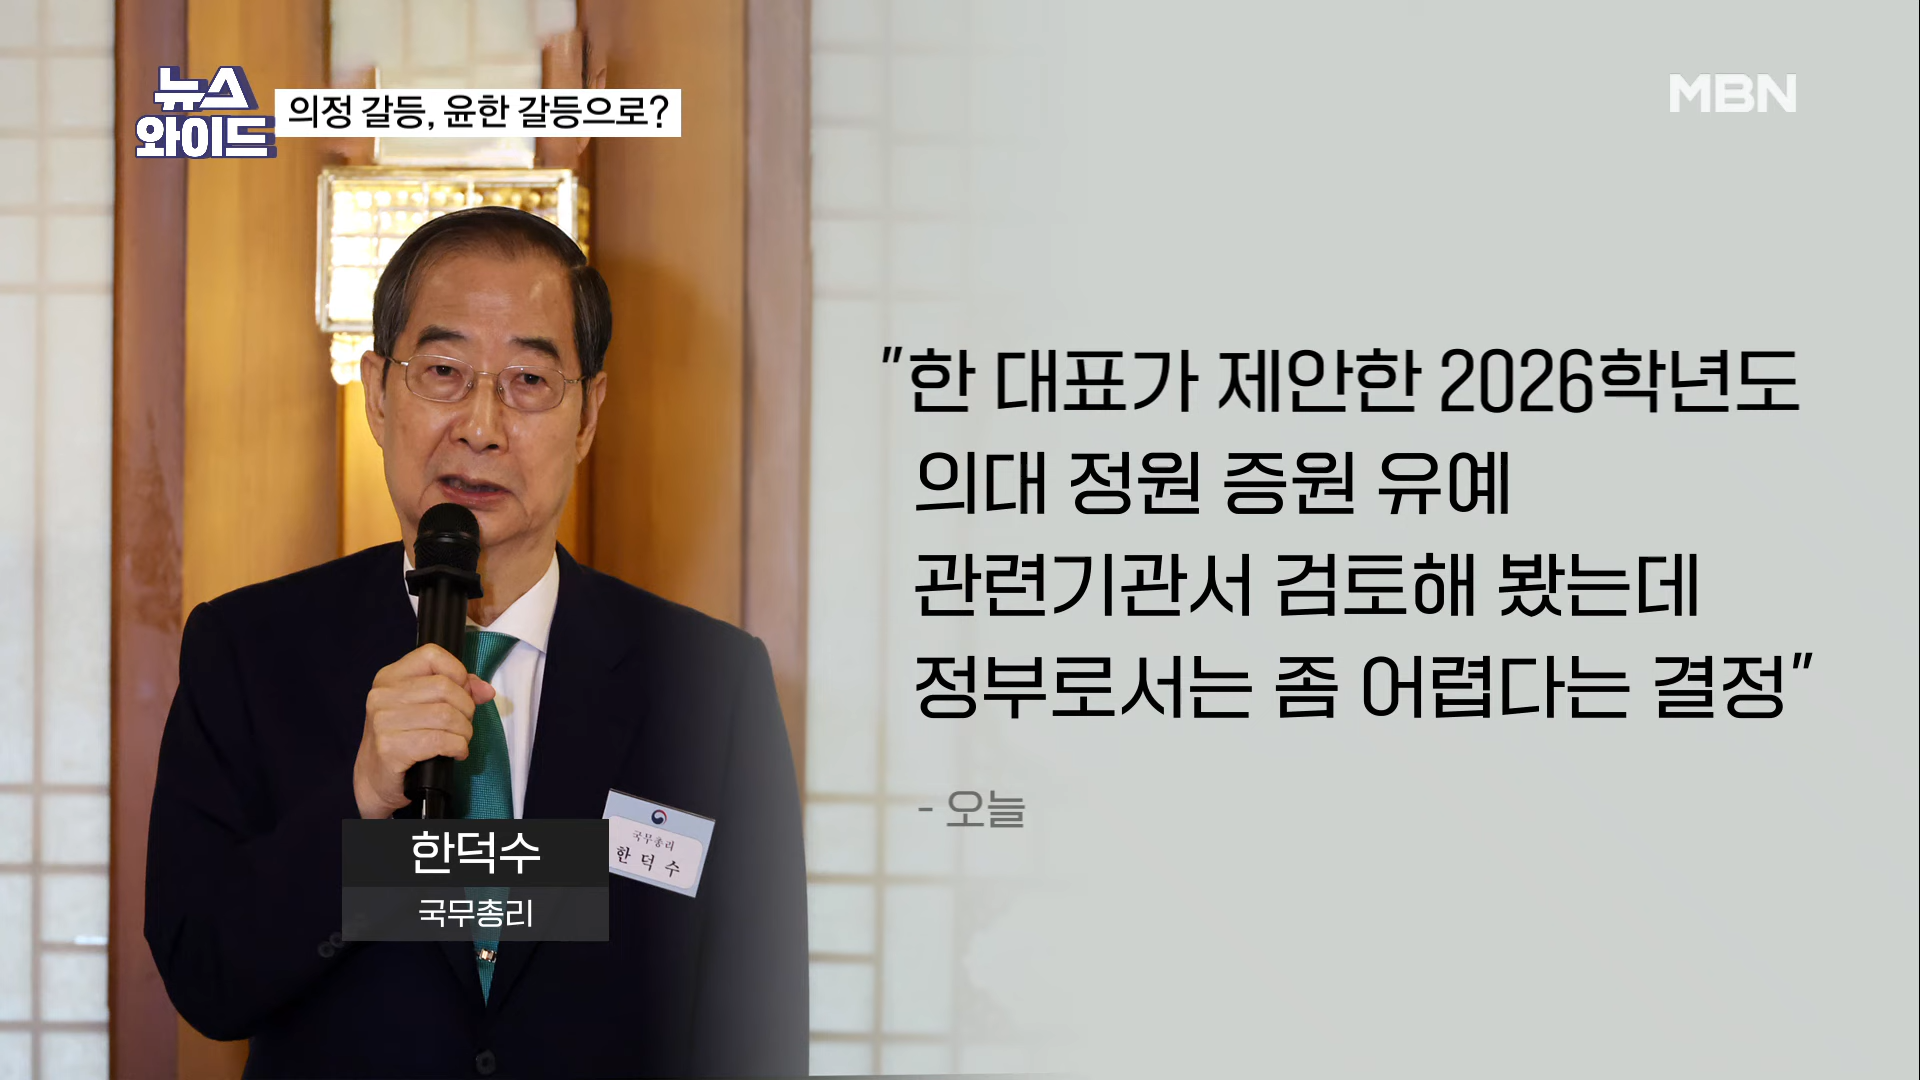 뉴스
와이드
의정 갈등, 윤한 갈등으로?
MBN
"한 대표가 제안한 2026학년도
의대 정원 증원 유예
관련기관서 검토해 봤는데
정부로서는 좀 어렵다는 결정"
- 오늘
국무총리
한덕수
한덕수
국무총리